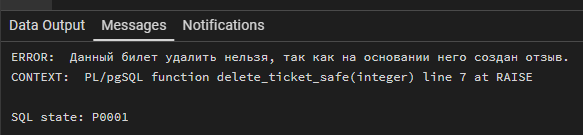 Data Output Messages Notifications
ERROR:  Данный билет удалить нельзя, так как на основании него создан отзыв.
CONTEXT:  PL/pgSQL function delete_ticket_safe(integer) line 7 at RAISE
SQL state: P0001